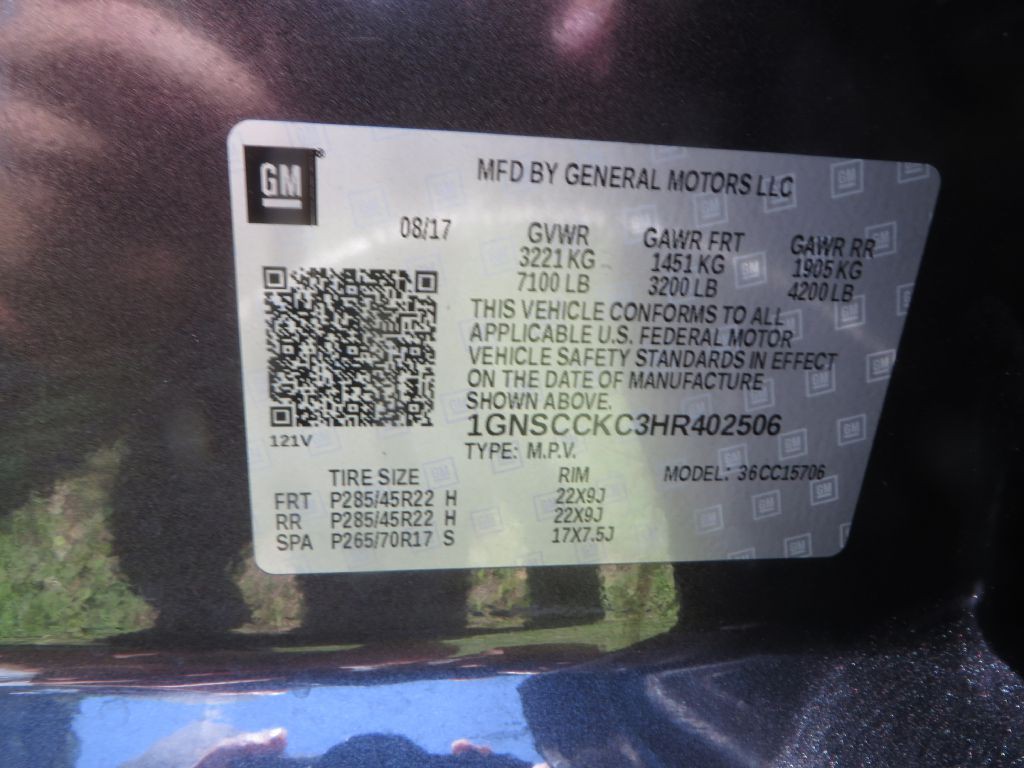 GM®
MFD BY GENERAL MOTORS LLC
08/17
GVWR GAWR FRT GAWR RR
3221 KG 1451 KG 1905 KG
7100 LB 3200 LB 4200 LB
THIS VEHICLE CONFORMS TO ALL
APPLICABLE U.S. FEDERAL MOTOR
VEHICLE SAFETY STANDARDS IN EFFECT
ON THE DATE OF MANUFACTURE
SHOWN ABOVE.
121V
1GNSCCKC3HR402506
TYPE: M.P.V.
TIRE SIZE RIM MODEL: 36CC15706
FRT P285/45R22 H 22X9J
RR P285/45R22 H 22X9J
SPA P265/70R17 S 17X7.5J